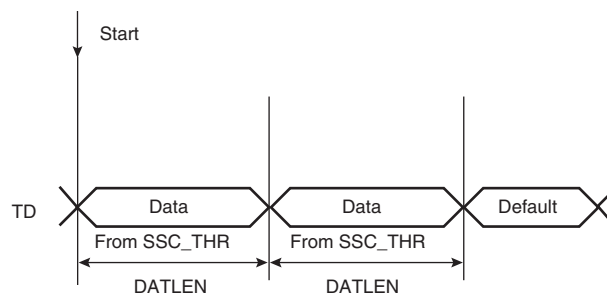 Start
TD
Data
Data
Default
From SSC_THR
From SSC_THR
DATLEN
DATLEN